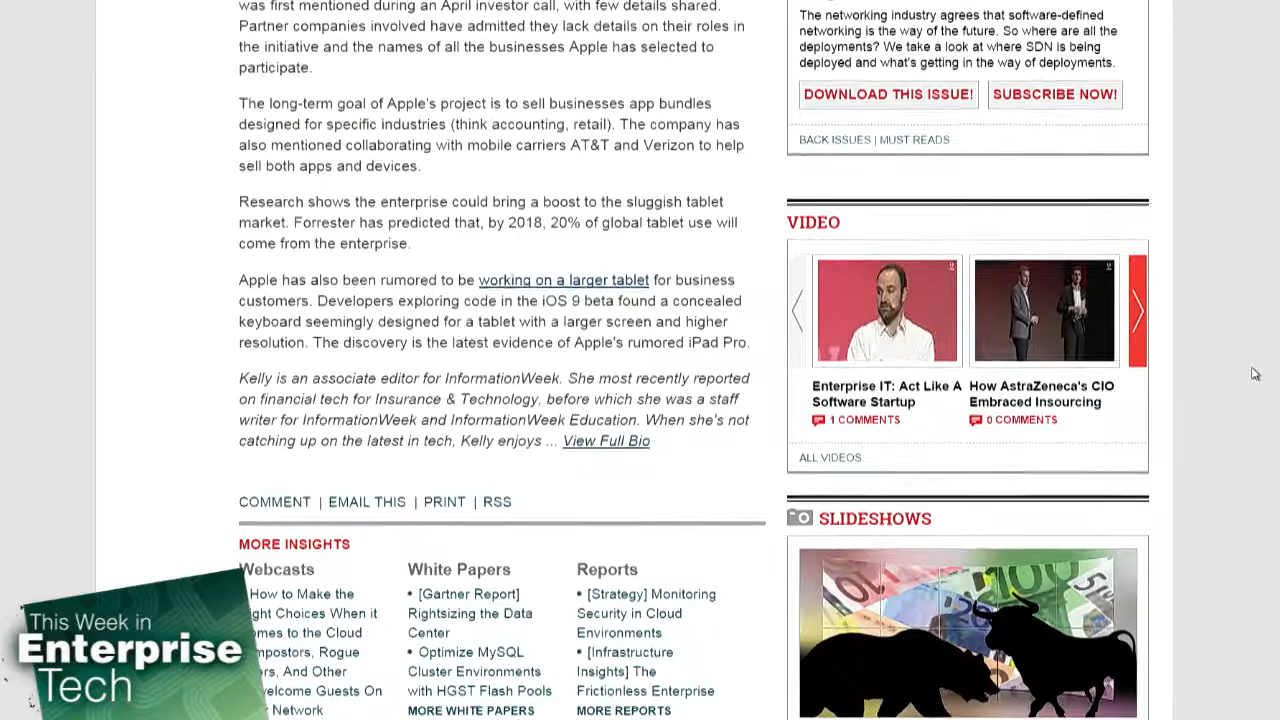 was first mentioned during an April investor call, with few details shared.
Partner companies involved have admitted they lack details on their roles in
the initiative and the names of all the businesses Apple has selected to
participate.
The long-term goal of Apple's project is to sell businesses app bundles
designed for specific industries (think accounting, retail). The company has
also mentioned collaborating with mobile carriers AT&T and Verizon to help
sell both apps and devices.
Research shows the enterprise could bring a boost to the sluggish tablet
market. Forrester has predicted that, by 2018, 20% of global tablet use will
come from the enterprise.
Apple has also been rumored to be working on a larger tablet for business
customers. Developers exploring code in the iOS 9 beta found a concealed
keyboard seemingly designed for a tablet with a larger screen and higher
resolution. The discovery is the latest evidence of Apple's rumored iPad Pro.
Kelly is an associate editor for InformationWeek. She most recently reported
on financial tech for Insurance & Technology, before which she was a staff
writer for InformationWeek and InformationWeek Education. When she's not
catching up on the latest in tech, Kelly enjoys ... View Full Bio
COMMENT | EMAIL THIS | PRINT | RSS
MORE INSIGHTS
Webcasts
How to Make the
ght Choices When it
omes to the Cloud
mpostors, Rogue
ers, And Other
welcome Guests On
Network
White Papers
• [Gartner Report]
Rightsizing the Data
Center
• Optimize MySQL
Cluster Environments
with HGST Flash Pools
MORE WHITE PAPERS
Reports
• [Strategy] Monitoring
Security in Cloud
Environments
• [Infrastructure
Insights] The
Frictionless Enterprise
MORE REPORTS
The networking industry agrees that software-defined
networking is the way of the future. So where are all the
deployments? We take a look at where SDN is being
deployed and what's getting in the way of deployments.
DOWNLOAD THIS ISSUE! SUBSCRIBE NOW!
BACK ISSUES | MUST READS
VIDEO
Enterprise IT: Act Like A
Software Startup
1 COMMENTS
How AstraZeneca's CIO
Embraced Insourcing
0 COMMENTS
ALL VIDEOS
SLIDESHOWS
This Week in
Enterprise
Tech